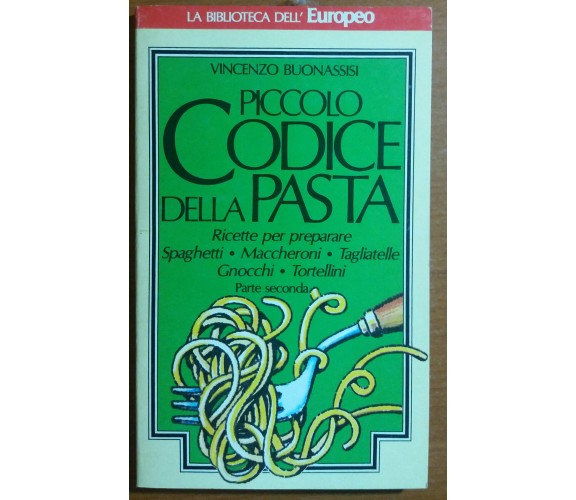 LA BIBLIOTECA DELL' Europeo
VINCENZO BUONASSISI
PICCOLO
CODICE
DELLA PASTA
Ricette per preparare
Spaghetti • Maccheroni • Tagliatelle
Gnocchi • Tortellini
Parte seconda